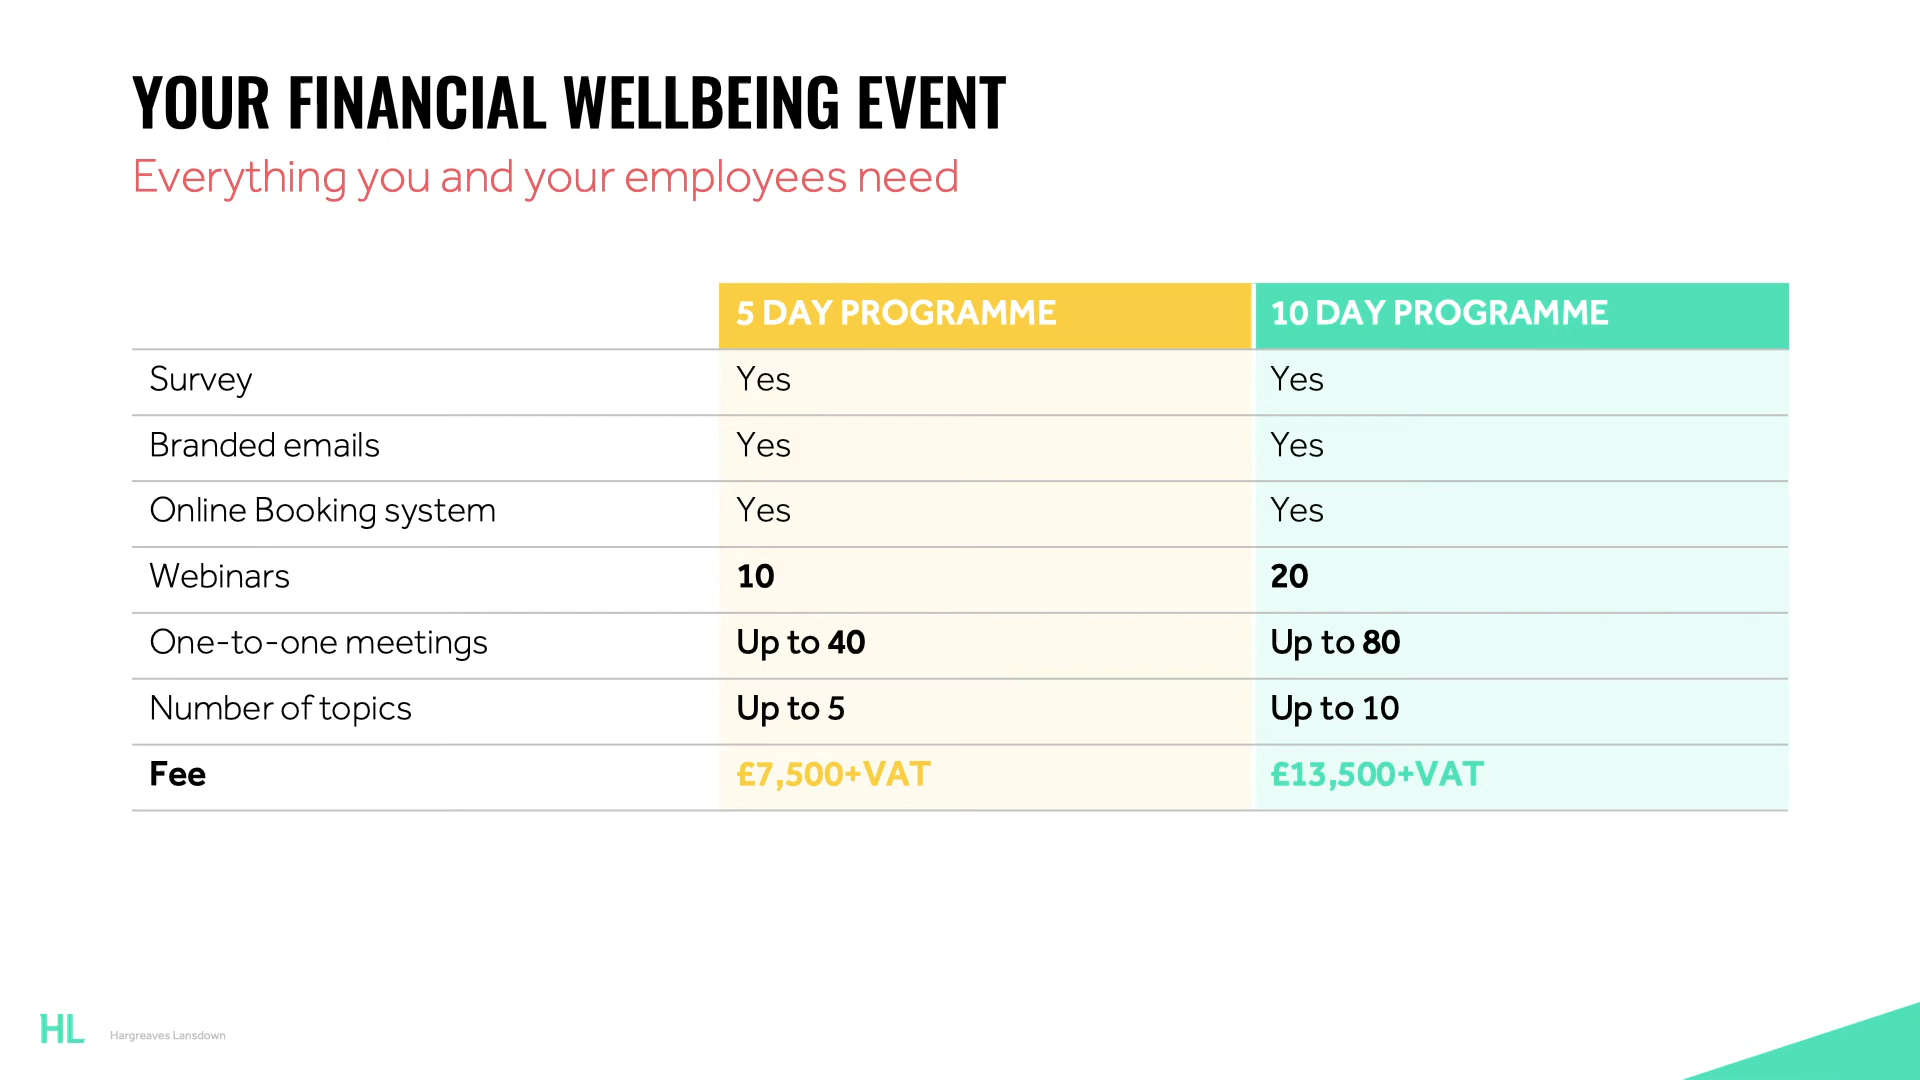 YOUR FINANCIAL WELLBEING EVENT
Everything you and your employees need
5 DAY PROGRAMME 10 DAY PROGRAMME
Survey Yes Yes
Branded emails Yes Yes
Online Booking system Yes Yes
Webinars 10 20
One-to-one meetings Up to 40 Up to 80
Number of topics Up to 5 Up to 10
Fee £7,500+VAT £13,500+VAT
HL Hargreaves Lansdown